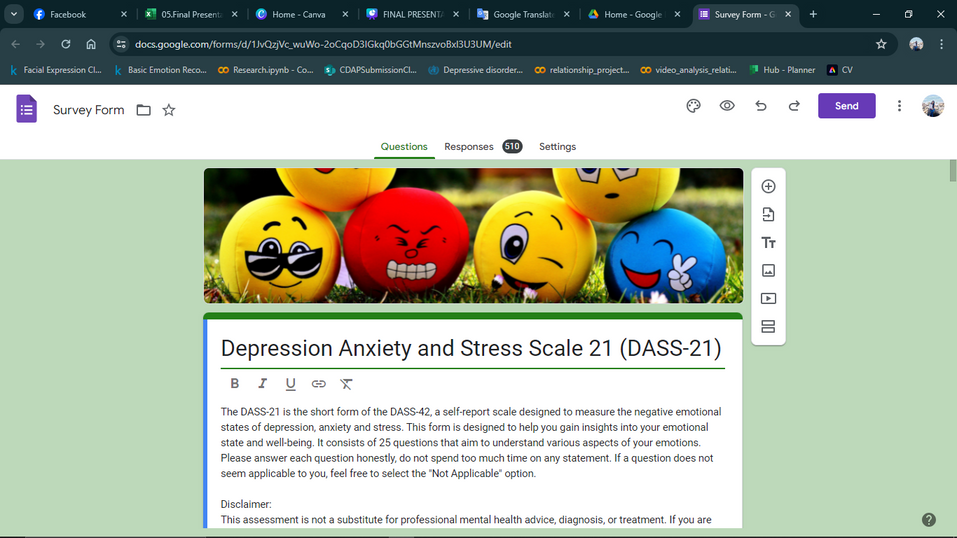 Facebook
05.Final Presenta
Home - Canva
FINAL PRESENTA
Google Translat
Home - Google
Survey Form - G
docs.google.com/forms/d/1JvQzjVc_wuWo-2oCqoD3IGkq0bGGtMnszvoBxl3U3UM/edit
Facial Expression Cl...
Basic Emotion Reco...
Research.ipynb - Co...
CDAPSubmissionCl...
Depressive disorder...
relationship_project...
video_analysis_relati...
Hub - Planner
CV
Survey Form
Send
Questions
Responses 510
Settings
Depression Anxiety and Stress Scale 21 (DASS-21)
B I U
The DASS-21 is the short form of the DASS-42, a self-report scale designed to measure the negative emotional
states of depression, anxiety and stress. This form is designed to help you gain insights into your emotional
state and well-being. It consists of 25 questions that aim to understand various aspects of your emotions.
Please answer each question honestly, do not spend too much time on any statement. If a question does not
seem applicable to you, feel free to select the "Not Applicable" option.
Disclaimer:
This assessment is not a substitute for professional mental health advice, diagnosis, or treatment. If you are
Tt